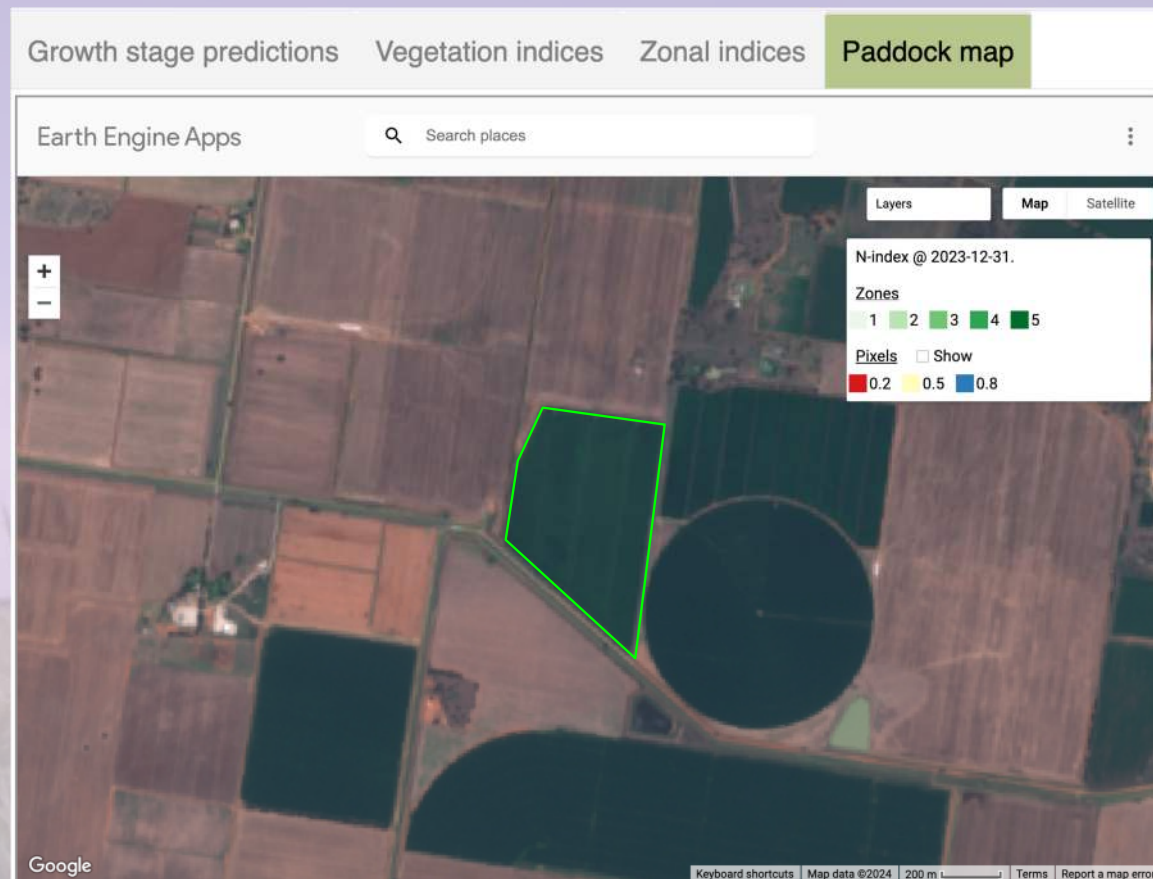 Growth stage predictions Vegetation indices Zonal indices Paddock map
Earth Engine Apps Search places
Layers Map Satellite
N-index @ 2023-12-31.
Zones
1 2 3 4 5
Pixels Show
0.2 0.5 0.8
+
−
Google Keyboard shortcuts Map data ©2024 200 m Terms Report a map error